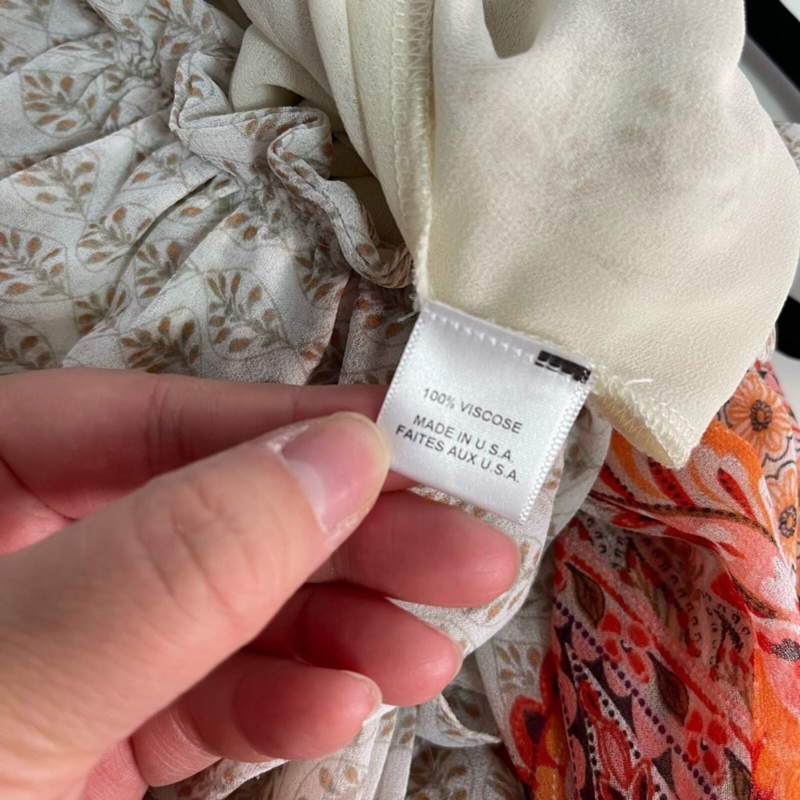 100% VISCOSE
MADE IN U.S.A.
FAITES AUX U.S.A.